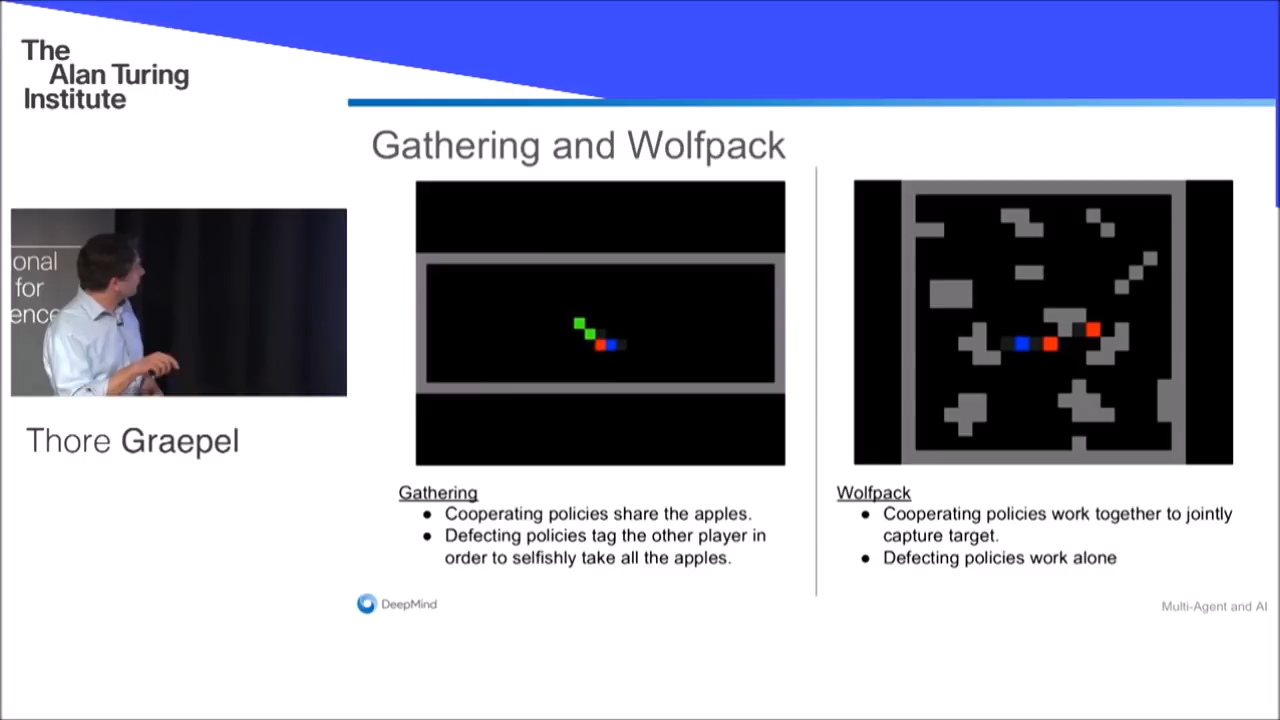 The
Alan Turing
Institute
Gathering and Wolfpack
onal
for
ence
Thore Graepel
Gathering
● Cooperating policies share the apples.
● Defecting policies tag the other player in
order to selfishly take all the apples.
Wolfpack
● Cooperating policies work together to jointly
capture target.
● Defecting policies work alone
DeepMind
Multi-Agent and AI